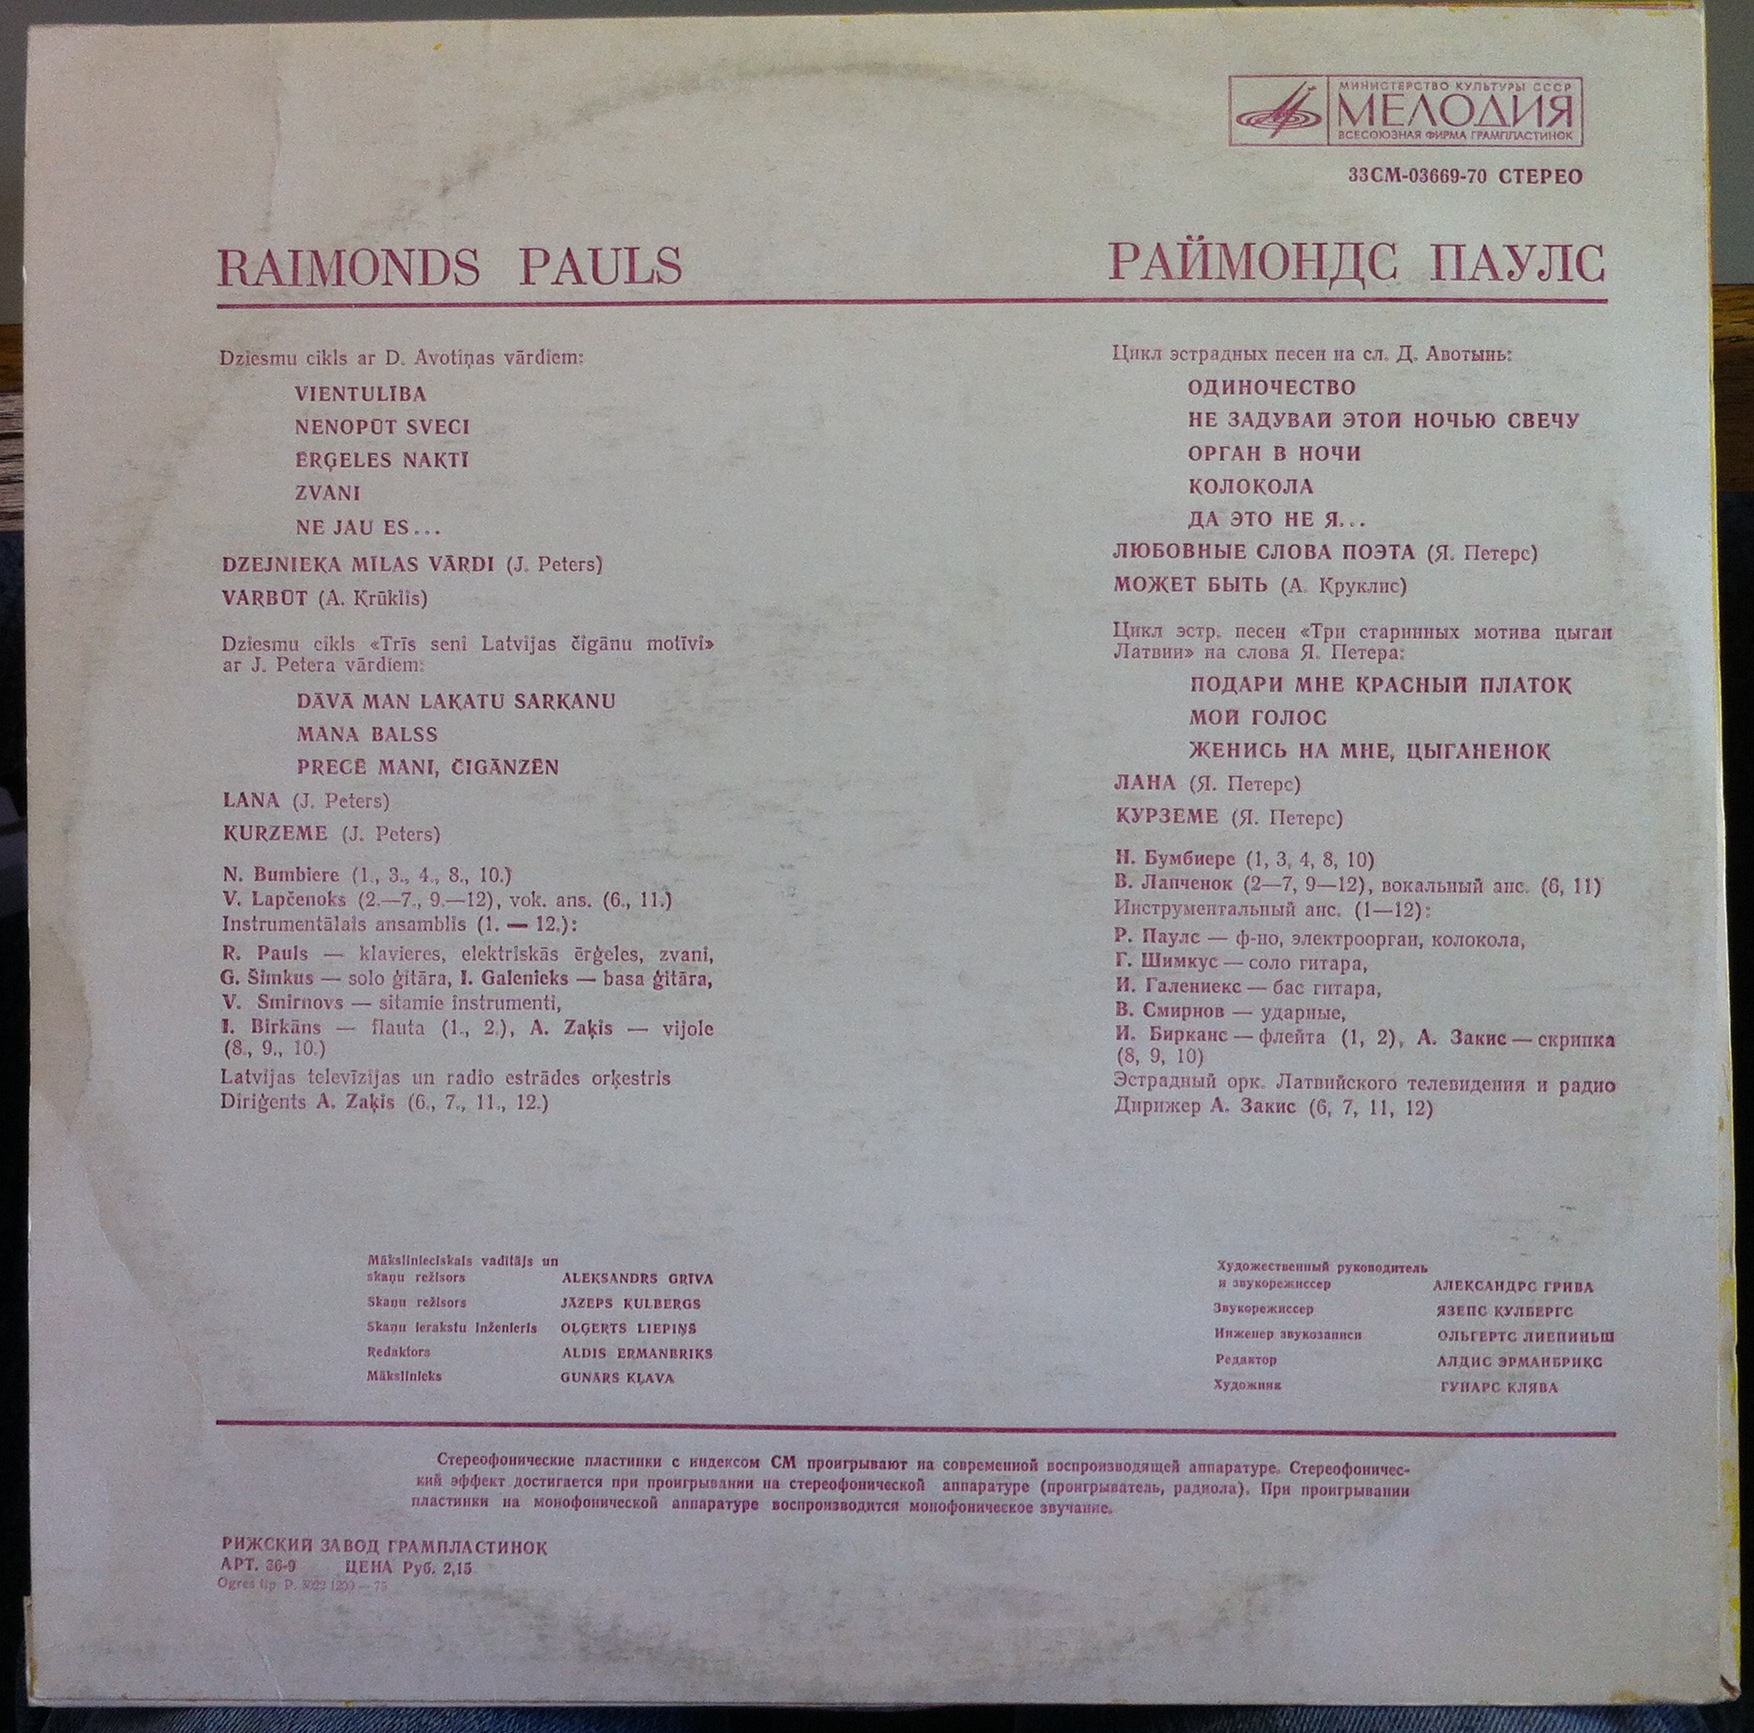 МИНИСТЕРСТВО КУЛЬТУРЫ СССР
МЕЛОДИЯ
ВСЕСОЮЗНАЯ ФИРМА ГРАМПЛАСТИНОК
33СМ-03669-70 СТЕРЕО
RAIMONDS PAULS
Dziesmu cikls ar D. Avotiņas vārdiem:
VIENTULĪBA
NENOPŪT SVECI
ĒRĢELES NAKTĪ
ZVANI
NE JAU ES...
DZEJNIEKA MĪLAS VĀRDI (J. Peters)
VARBŪT (A. Krūklis)
Dziesmu cikls «Trīs seni Latvijas čigānu motīvi»
ar J. Petera vārdiem:
DĀVĀ MAN LAKATU SARKANU
MANA BALSS
PRECĒ MANI, ČIGĀNZĒN
LANA (J. Peters)
KURZEME (J. Peters)
N. Bumbiere (1., 3., 4., 8., 10.)
V. Lapčenoks (2.—7., 9.—12), vok. ans. (6., 11.)
Instrumentālais ansamblis (1. — 12.):
R. Pauls — klavieres, elektriskās ērģeles, zvani,
G. Šimkus — solo ģitāra, I. Galenieks — basa ģitāra,
V. Smirnovs — sitamie instrumenti,
I. Birkāns — flauta (1., 2.), A. Zaķis — vijole
(8., 9., 10.)
Latvijas televīzijas un radio estrādes orķestris
Diriģents A. Zaķis (6., 7., 11., 12.)
Mākslinieciskais vadītājs un
skaņu režisors ALEKSANDRS GRĪVA
Skaņu režisors JĀZEPS KULBERGS
Skaņu ierakstu inženieris OĻĢERTS LIEPIŅŠ
Redaktors ALDIS ERMANBRIKS
Mākslinieks GUNĀRS KĻAVA
РАЙМОНДС ПАУЛС
Цикл эстрадных песен на сл. Д. Авотынь:
ОДИНОЧЕСТВО
НЕ ЗАДУВАЙ ЭТОЙ НОЧЬЮ СВЕЧУ
ОРГАН В НОЧИ
КОЛОКОЛА
ДА ЭТО НЕ Я...
ЛЮБОВНЫЕ СЛОВА ПОЭТА (Я. Петерс)
МОЖЕТ БЫТЬ (А. Круклис)
Цикл эстр. песен «Три старинных мотива цыган
Латвии» на слова Я. Петера:
ПОДАРИ МНЕ КРАСНЫЙ ПЛАТОК
МОЙ ГОЛОС
ЖЕНИСЬ НА МНЕ, ЦЫГАНЕНОК
ЛАНА (Я. Петерс)
КУРЗЕМЕ (Я. Петерс)
Н. Бумбиере (1, 3, 4, 8, 10)
В. Лапченок (2—7, 9—12), вокальный анс. (6, 11)
Инструментальный анс. (1—12):
Р. Паулс — ф-но, электроорган, колокола,
Г. Шимкус — соло гитара,
И. Галениекс — бас гитара,
В. Смирнов — ударные,
И. Бирканс — флейта (1, 2), А. Закис — скрипка
(8, 9, 10)
Эстрадный орк. Латвийского телевидения и радио
Дирижер А. Закис (6, 7, 11, 12)
Художественный руководитель
и звукорежиссер АЛЕКСАНДРС ГРИВА
Звукорежиссер ЯЗЕПС КУЛБЕРГС
Инженер звукозаписи ОЛЬГЕРТС ЛИЕПИНЬШ
Редактор АЛДИС ЭРМАНБРИКС
Художник ГУНАРС КЛЯВА
Стереофонические пластинки с индексом СМ проигрывают на современной воспроизводящей аппаратуре. Стереофоничес-
кий эффект достигается при проигрывании на стереофонической аппаратуре (проигрыватель, радиола). При проигрывании
пластинки на монофонической аппаратуре воспроизводится монофоническое звучание.
РИЖСКИЙ ЗАВОД ГРАМПЛАСТИНОК
АРТ. 36-9 ЦЕНА Руб. 2,15
Ogres tip P.